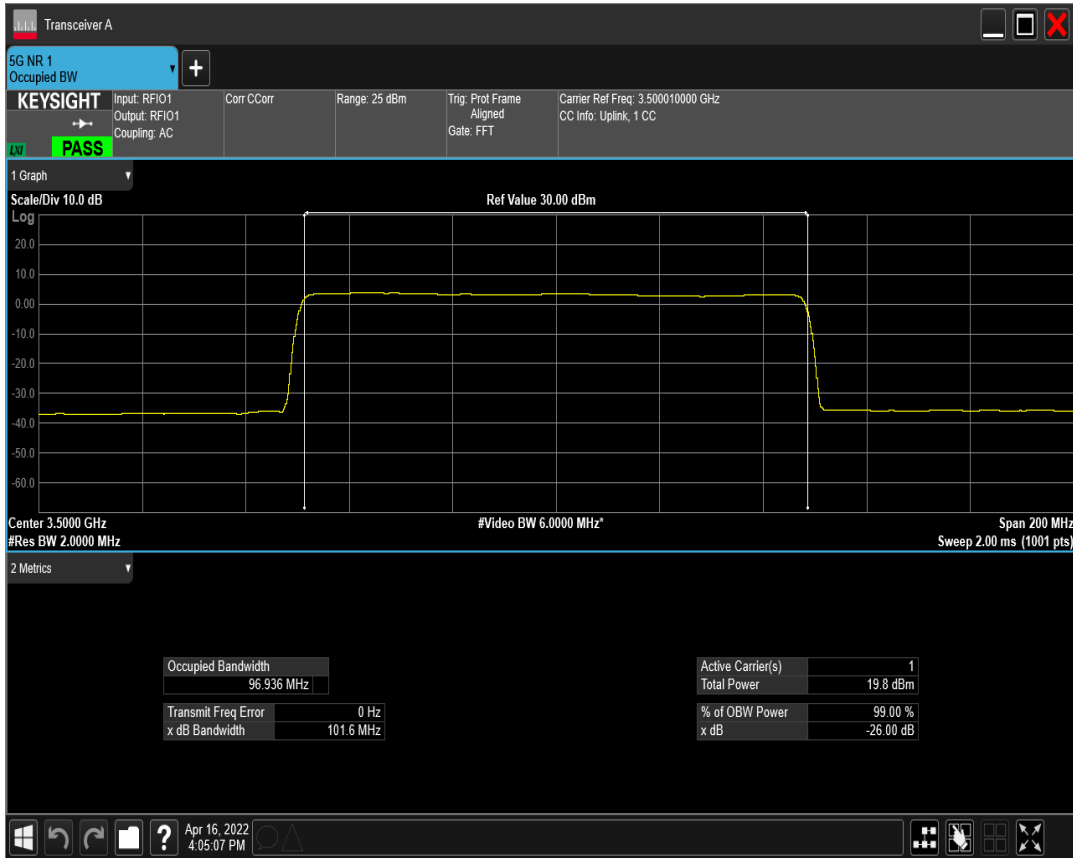 Transceiver A
5G NR 1
Occupied BW
KEYSIGHT
LXI
PASS
Input: RFIO1
Output: RFIO1
Coupling: AC
Corr CCorr
Range: 25 dBm
Trig: Prot Frame
Aligned
Gate: FFT
Carrier Ref Freq: 3.500010000 GHz
CC Info: Uplink, 1 CC
1 Graph
Scale/Div 10.0 dB
Ref Value 30.00 dBm
Log
20.0
10.0
0.00
-10.0
-20.0
-30.0
-40.0
-50.0
-60.0
Center 3.5000 GHz
#Video BW 6.0000 MHz*
Span 200 MHz
#Res BW 2.0000 MHz
Sweep 2.00 ms (1001 pts)
2 Metrics
Occupied Bandwidth
96.936 MHz
Transmit Freq Error 0 Hz
x dB Bandwidth 101.6 MHz
Active Carrier(s) 1
Total Power 19.8 dBm
% of OBW Power 99.00 %
x dB -26.00 dB
?
Apr 16, 2022
4:05:07 PM